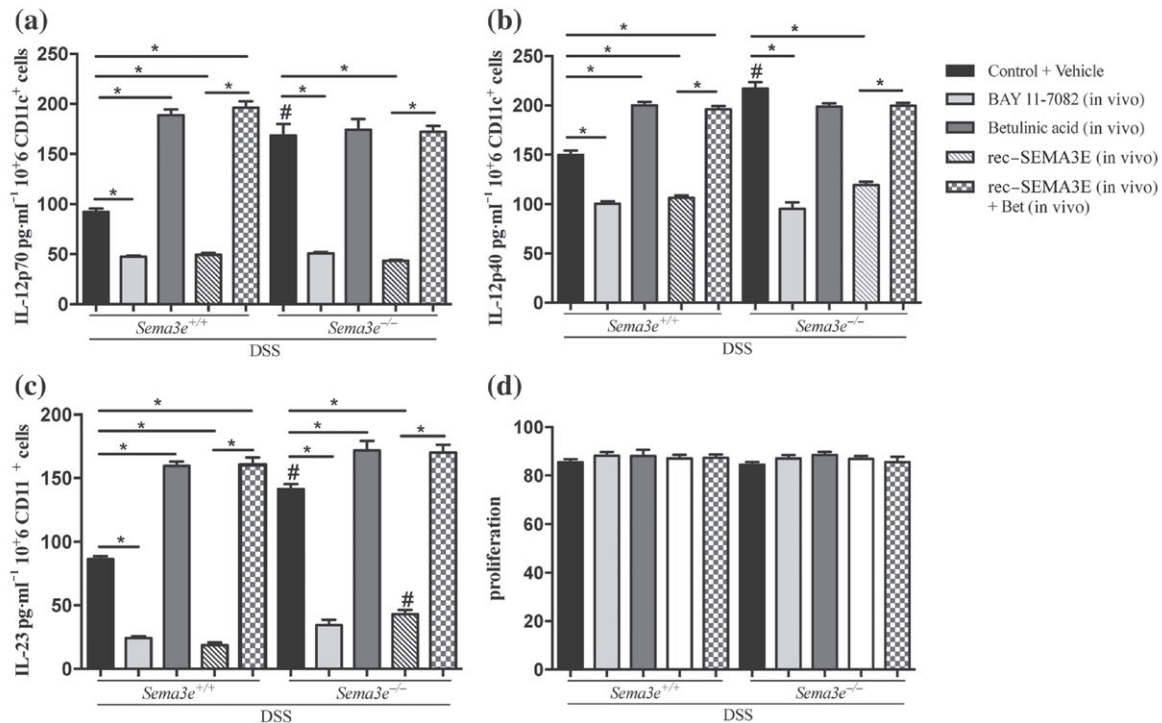 (a)
IL-12p70 pg·ml⁻¹ 10^+6 CD11c⁺ cells
250
200
150
100
50
0
* * * * * # * * *
Sema3e⁺/⁺ Sema3e⁻/⁻
DSS
(b)
IL-12p40 pg·ml⁻¹ 10^+6 CD11c⁺ cells
250
200
150
100
50
0
* * * * * # * * *
Sema3e⁺/⁺ Sema3e⁻/⁻
DSS
Control + Vehicle
BAY 11-7082 (in vivo)
Betulinic acid (in vivo)
rec–SEMA3E (in vivo)
rec–SEMA3E (in vivo)
+ Bet (in vivo)
(c)
IL-23 pg·ml⁻¹ 10^+6 CD11 ⁺ cells
200
150
100
50
0
* * * * * # * * * * #
Sema3e⁺/⁺ Sema3e⁻/⁻
DSS
(d)
proliferation
100
80
60
40
20
0
Sema3e⁺/⁺ Sema3e⁻/⁻
DSS